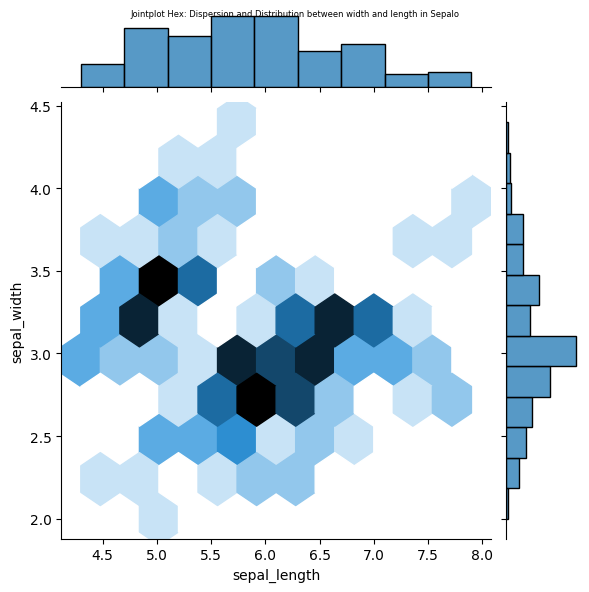 Jointplot Hex: Dispersion and Distribution between width and length in Sepalo
4.5
4.0
3.5
3.0
2.5
2.0
sepal_width
4.5 5.0 5.5 6.0 6.5 7.0 7.5 8.0
sepal_length